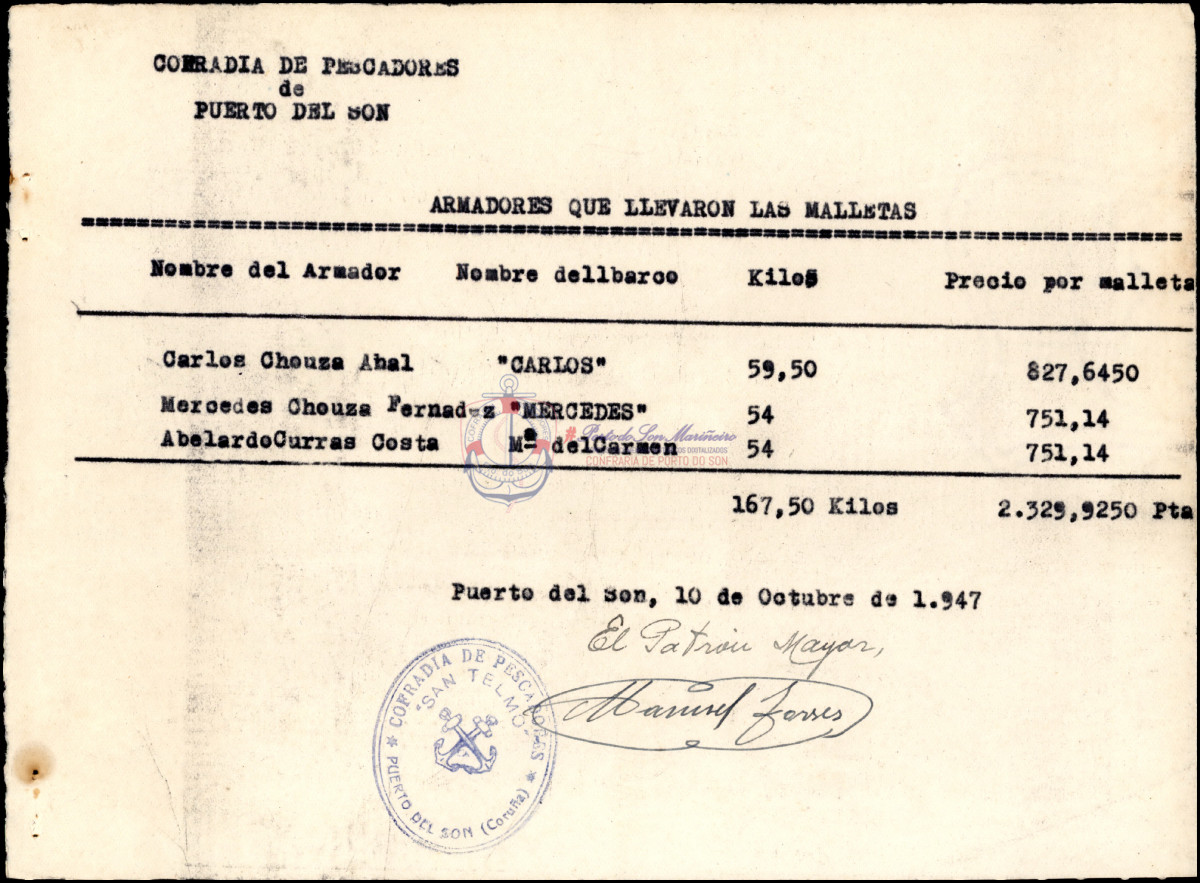 COFRADIA DE PESCADORES
de
PUERTO DEL SON
ARMADORES QUE LLEVARON LAS MALLETAS
Nombre del Armador Nombre dellbarco Kilos Precio por malleta
Carlos Chouza Abal "CARLOS" 59,50 827,6450
Mercedes Chouza Fernadez "MERCEDES" 54 751,14
AbelardoCurras Costa Mª delCarmen 54 751,14
167,50 Kilos 2.329,9250 Pta
Puerto del Son, 10 de Octubre de 1.947
El Patrón Mayor,
Manuel Torres
COFRADIA DE PESCADORES
"SAN TELMO"
* PUERTO DEL SON (Coruña) *
# Porto do Son Mariñeiro
DIGITALIZADOS
CONFRARIA DE PORTO DO SON